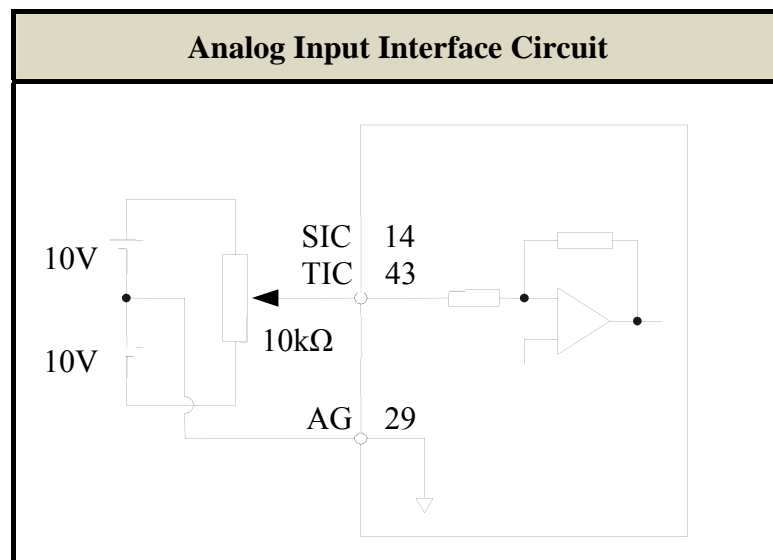 Analog Input Interface Circuit
SIC 14
TIC 43
10V
10kΩ
10V
AG 29